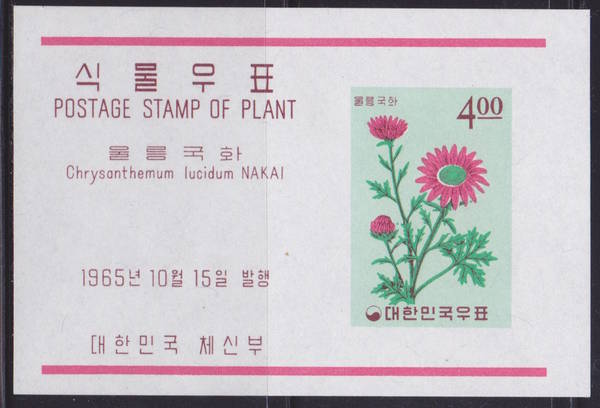 식물우표
POSTAGE STAMP OF PLANT
울릉국화
Chrysanthemum lucidum NAKAI
1965년 10월 15일 발행
대한민국 체신부
울릉국화
4.00
대한민국우표